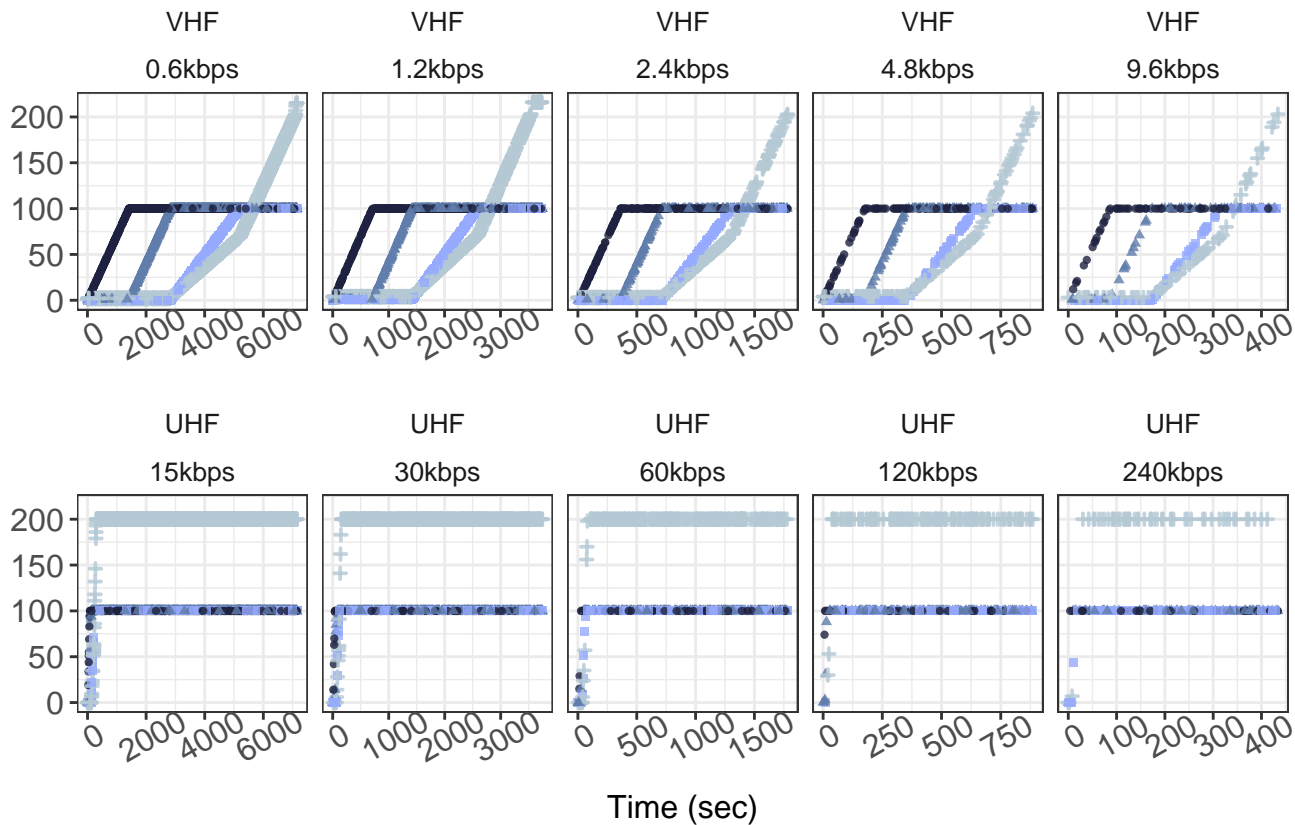 VHF VHF VHF VHF VHF
0.6kbps 1.2kbps 2.4kbps 4.8kbps 9.6kbps
200
150
100
50
0
0 2000 4000 6000 0 1000 2000 3000 0 500 1000 1500 0 250 500 750 0 100 200 300 400
UHF UHF UHF UHF UHF
15kbps 30kbps 60kbps 120kbps 240kbps
200
150
100
50
0
0 2000 4000 6000 0 1000 2000 3000 0 500 1000 1500 0 250 500 750 0 100 200 300 400
Time (sec)